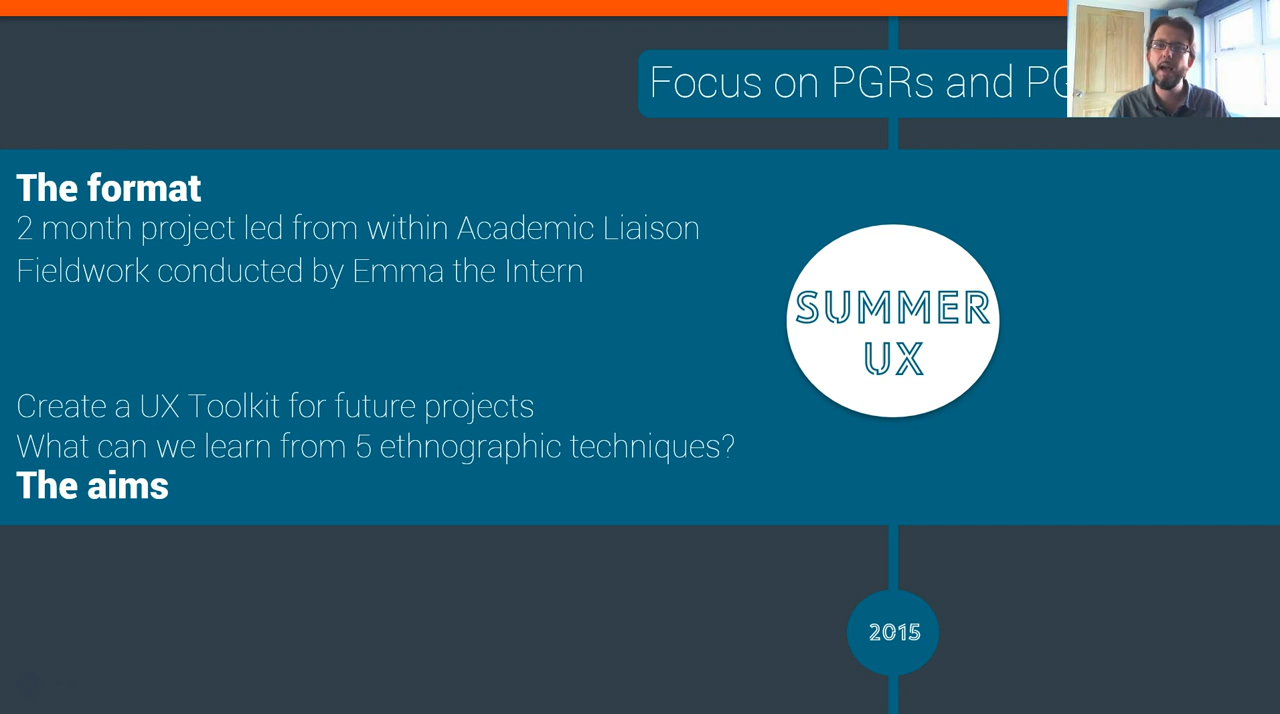 Focus on PGRs and
The format
2 month project led from within Academic Liaison
Fieldwork conducted by Emma the Intern
SUMMER
UX
Create a UX Toolkit for future projects
What can we learn from 5 ethnographic techniques?
The aims
2015